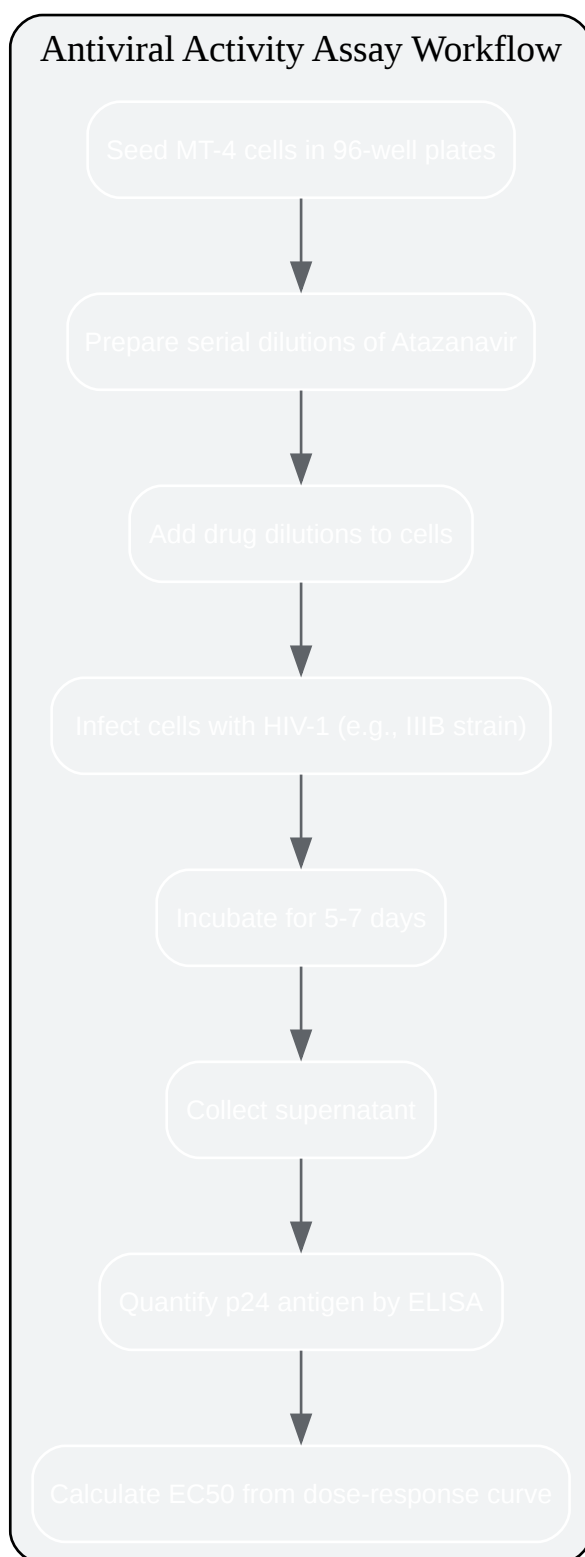 Antiviral Activity Assay Workflow
Seed MT-4 cells in 96-well plates
Prepare serial dilutions of Atazanavir
Add drug dilutions to cells
Infect cells with HIV-1 (e.g., IIIB strain)
Incubate for 5-7 days
Collect supernatant
Quantify p24 antigen by ELISA
Calculate EC50 from dose-response curve